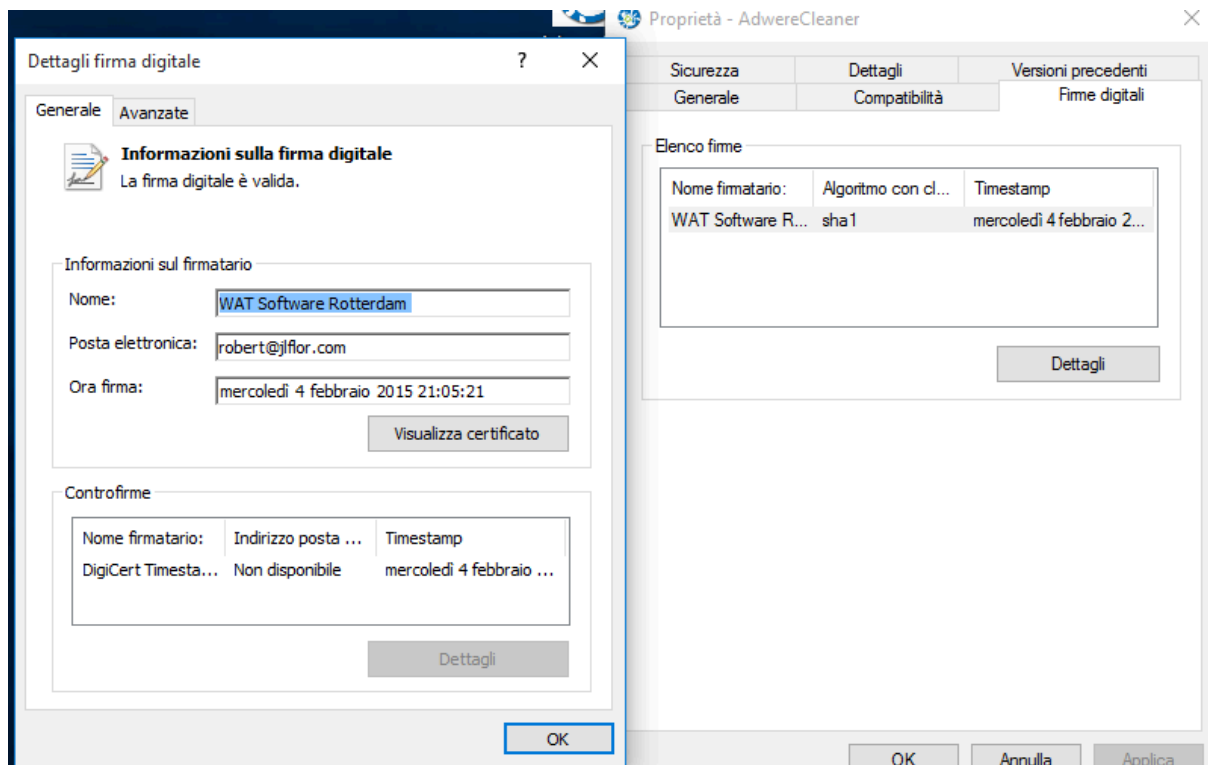 Proprietà - AdwereCleaner
Dettagli firma digitale
Generale Avanzate
Informazioni sulla firma digitale
La firma digitale è valida.
Informazioni sul firmatario
Nome: WAT Software Rotterdam
Posta elettronica: robert@jlflor.com
Ora firma: mercoledì 4 febbraio 2015 21:05:21
Visualizza certificato
Controfirme
Nome firmatario: Indirizzo posta ... Timestamp
DigiCert Timesta... Non disponibile mercoledì 4 febbraio ...
Dettagli
OK
Sicurezza Dettagli Versioni precedenti
Generale Compatibilità Firme digitali
Elenco firme
Nome firmatario: Algoritmo con cl... Timestamp
WAT Software R... sha1 mercoledì 4 febbraio 2...
Dettagli
OK Annulla Applica